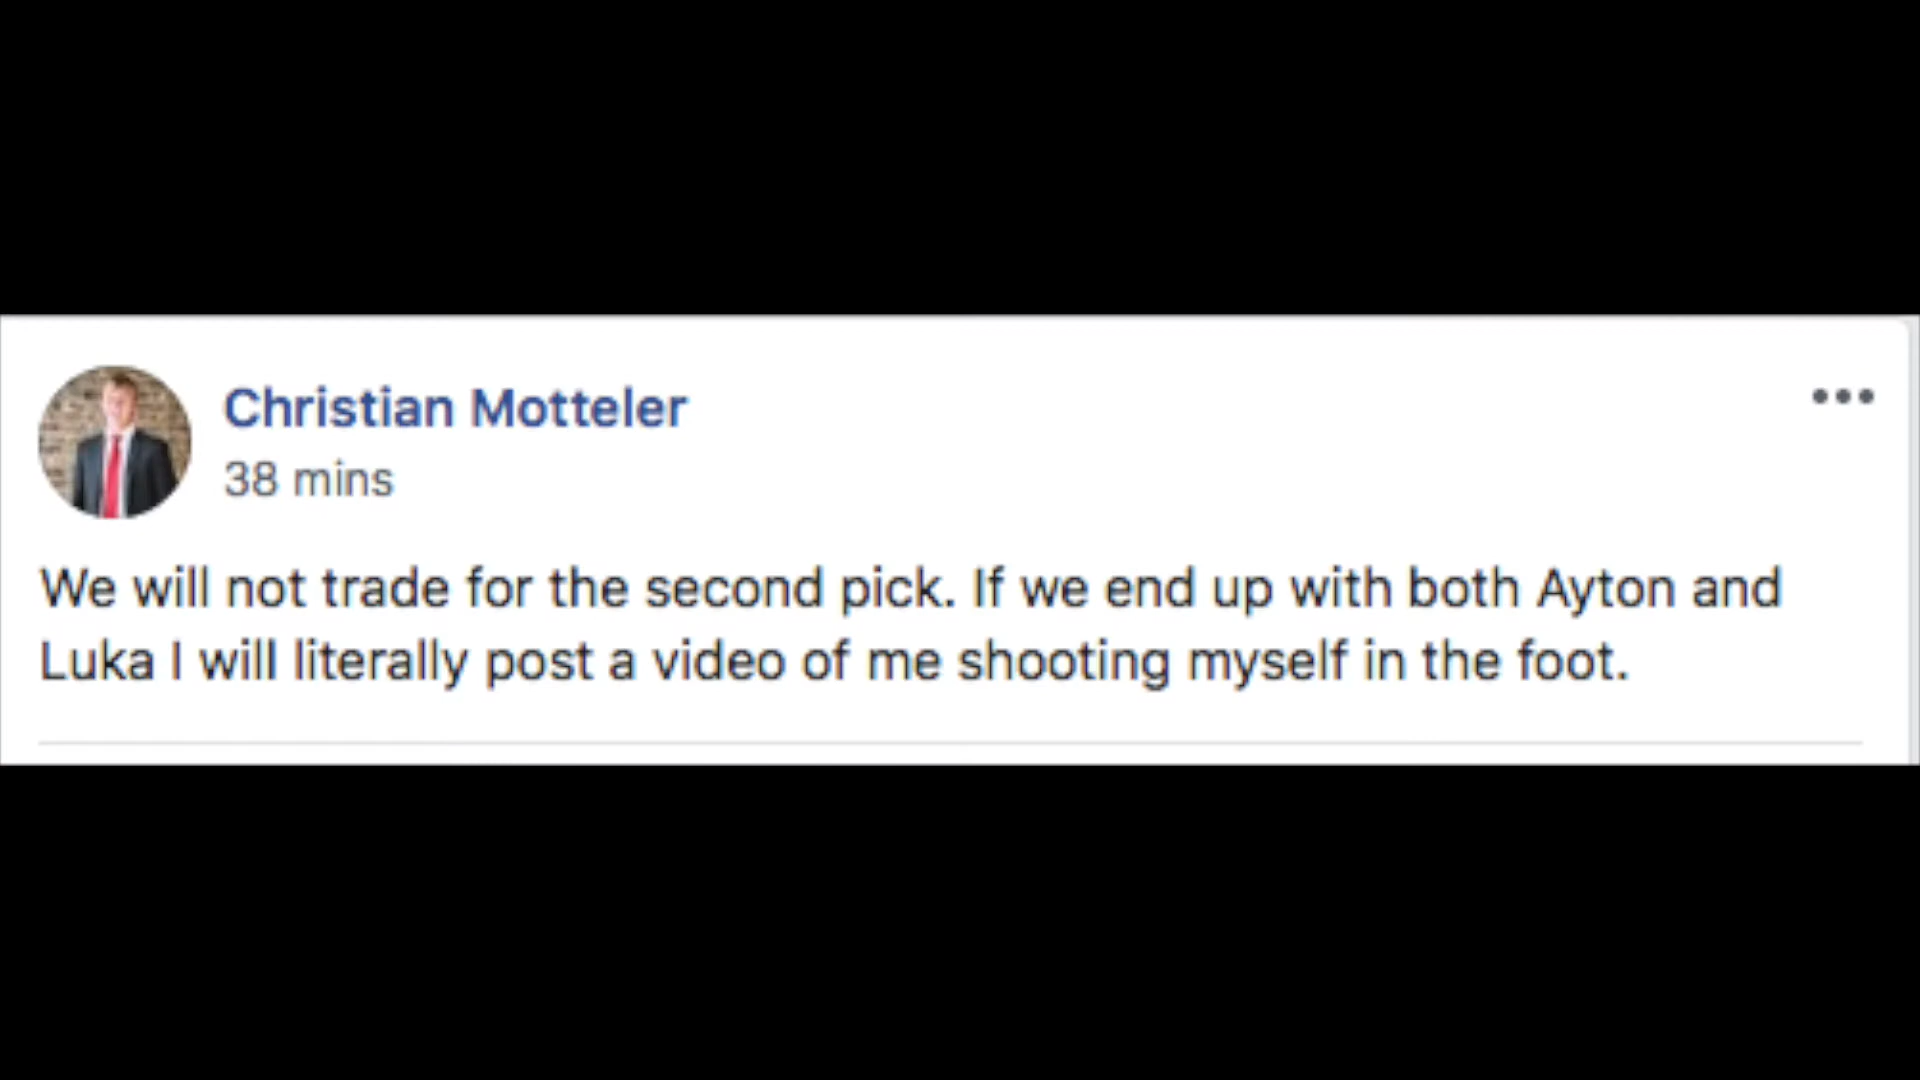 Christian Motteler
38 mins
We will not trade for the second pick. If we end up with both Ayton and
Luka I will literally post a video of me shooting myself in the foot.